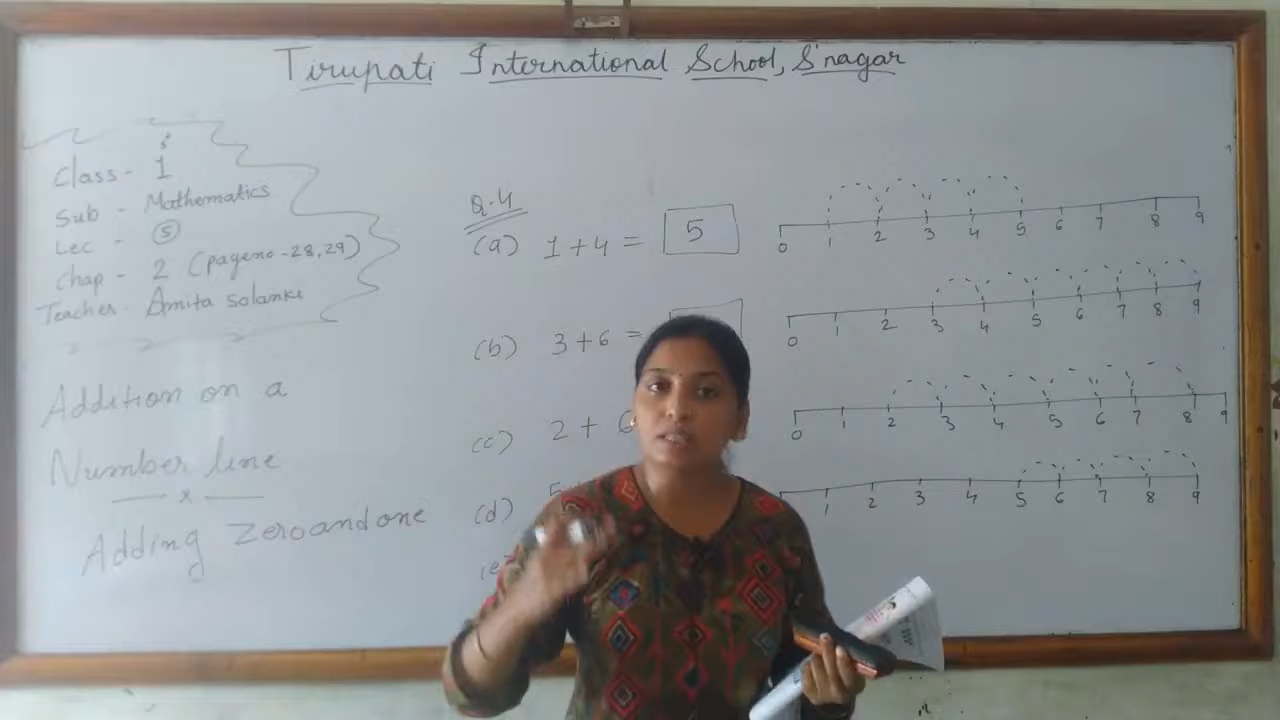 Tirupati International School, S'nagar
Class - 1
Sub - Mathematics
Lec - 5
Chap - 2 (pageno - 28, 29)
Teacher - Amita Solanki
Addition on a
Number line
x
Adding Zero and one
Q.4
(a) 1 + 4 = 5
0 1 2 3 4 5 6 7 8 9
(b) 3 + 6 =
0 1 2 3 4 5 6 7 8 9
(c) 2 +
0 1 2 3 4 5 6 7 8 9
(d) 5
1 2 3 4 5 6 7 8 9
(e)